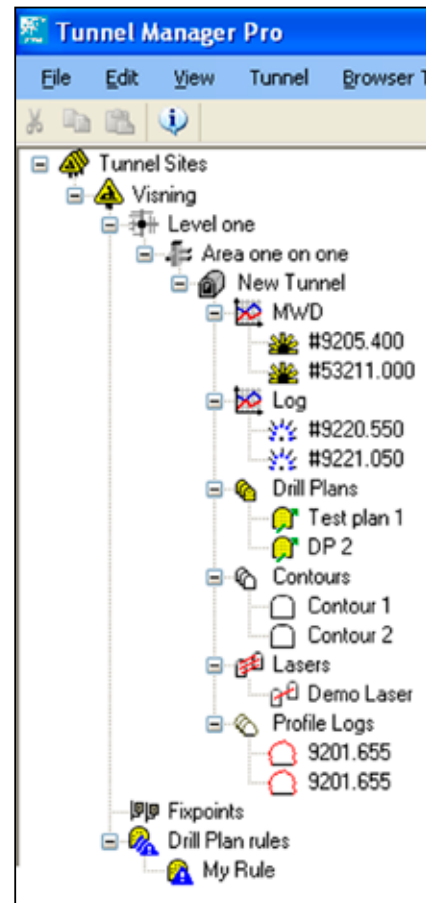 Tunnel Manager Pro
File Edit View Tunnel Browser T
Tunnel Sites
Visning
Level one
Area one on one
New Tunnel
MWD
#9205.400
#53211.000
Log
#9220.550
#9221.050
Drill Plans
Test plan 1
DP 2
Contours
Contour 1
Contour 2
Lasers
Demo Laser
Profile Logs
9201.655
9201.655
Fixpoints
Drill Plan rules
My Rule